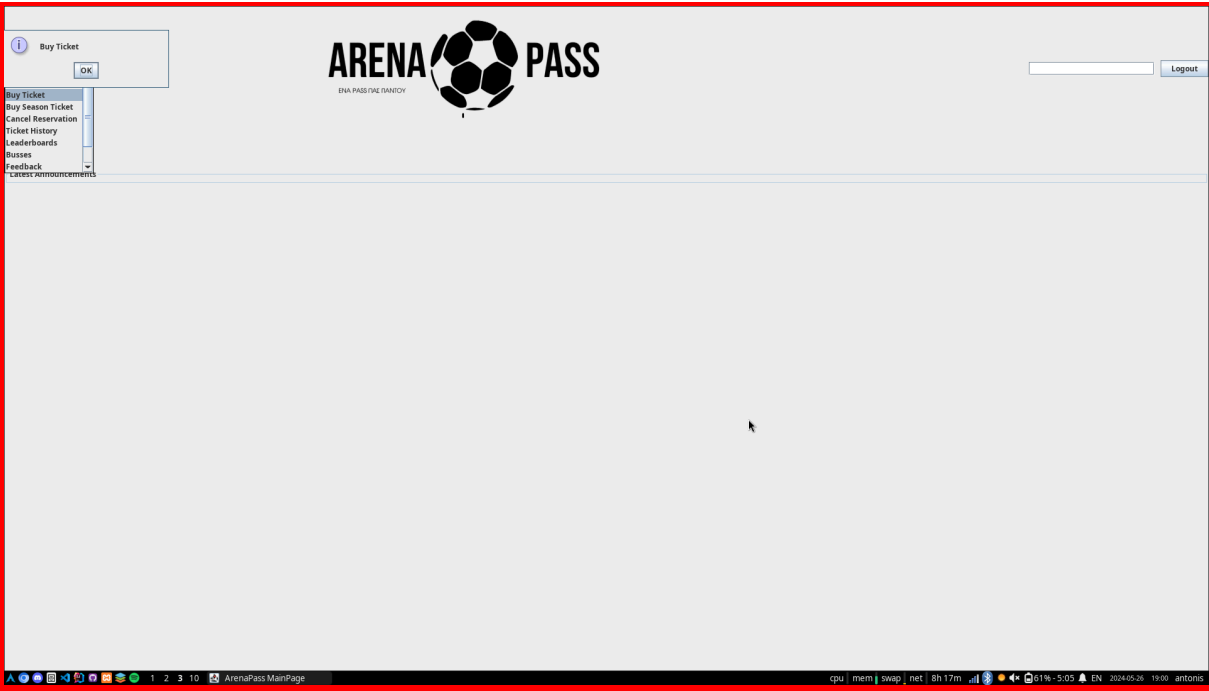 Buy Ticket
OK
ARENA PASS
ΕΝΑ PASS ΠΑΣ ΠΑΝΤΟΥ
Logout
Buy Ticket
Buy Season Ticket
Cancel Reservation
Ticket History
Leaderboards
Busses
Feedback
Latest Announcements
1 2 3 10 ArenaPass MainPage
cpu mem swap net 8h 17m 61% - 5:05 EN 2024-05-26 19:00 antonis